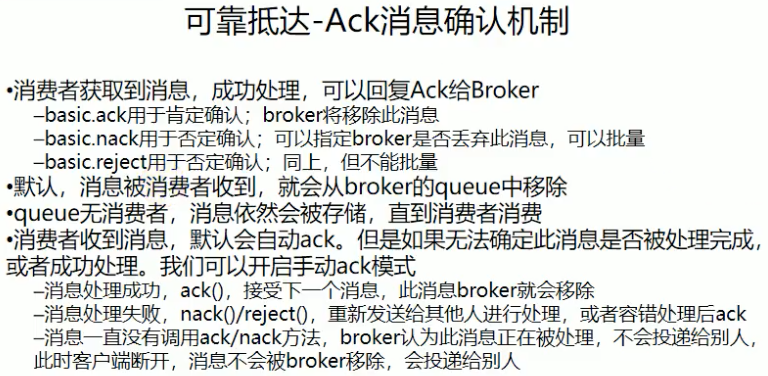 可靠抵达-Ack消息确认机制
•消费者获取到消息，成功处理，可以回复Ack给Broker
–basic.ack用于肯定确认；broker将移除此消息
–basic.nack用于否定确认；可以指定broker是否丢弃此消息，可以批量
–basic.reject用于否定确认；同上，但不能批量
•默认，消息被消费者收到，就会从broker的queue中移除
•queue无消费者，消息依然会被存储，直到消费者消费
•消费者收到消息，默认会自动ack。但是如果无法确定此消息是否被处理完成，
或者成功处理。我们可以开启手动ack模式
–消息处理成功，ack()，接受下一个消息，此消息broker就会移除
–消息处理失败，nack()/reject()，重新发送给其他人进行处理，或者容错处理后ack
–消息一直没有调用ack/nack方法，broker认为此消息正在被处理，不会投递给别人，
此时客户端断开，消息不会被broker移除，会投递给别人